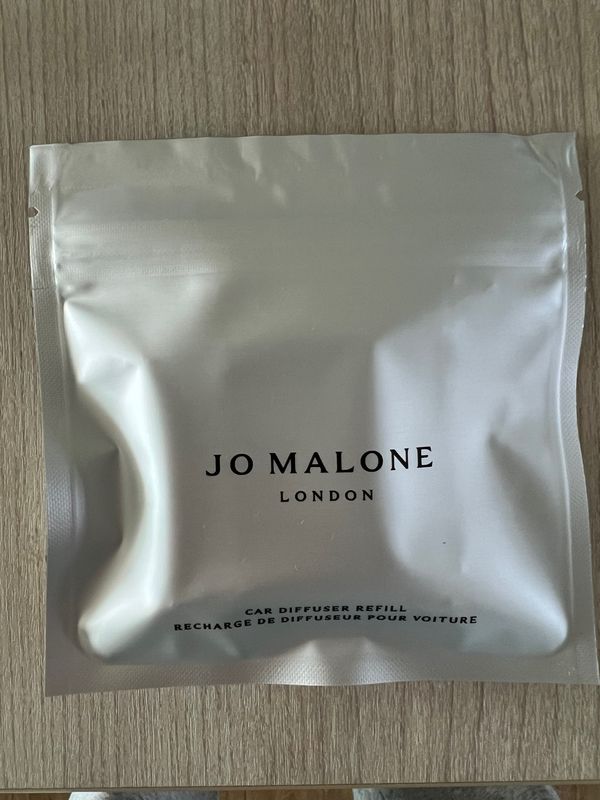 JO MALONE
LONDON
CAR DIFFUSER REFILL
RECHARGE DE DIFFUSEUR POUR VOITURE